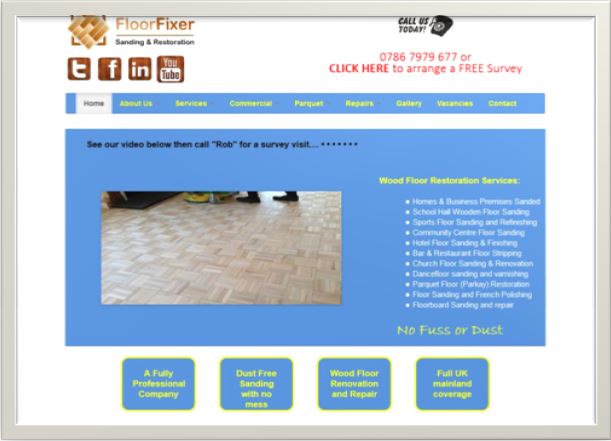 FloorFixer
Sanding & Restoration
CALL US
TODAY!
t f in You Tube
0786 7979 677 or
CLICK HERE to arrange a FREE Survey
Home About Us Services Commercial Parquet Repairs Gallery Vacancies Contact
See our video below then call "Rob" for a survey visit.... • • • • • • •
Wood Floor Restoration Services:
Homes & Business Premises Sanded
School Hall Wooden Floor Sanding
Sports Floor Sanding and Refinishing
Community Centre Floor Sanding
Hotel Floor Sanding & Finishing
Bar & Restaurant Floor Stripping
Church Floor Sanding & Renovation
Dancefloor sanding and varnishing
Parquet Floor (Parkay) Restoration
Floor Sanding and French Polishing
Floorboard Sanding and repair
No Fuss or Dust
A Fully
Professional
Company
Dust Free
Sanding
with no
mess
Wood Floor
Renovation
and Repair
Full UK
mainland
coverage